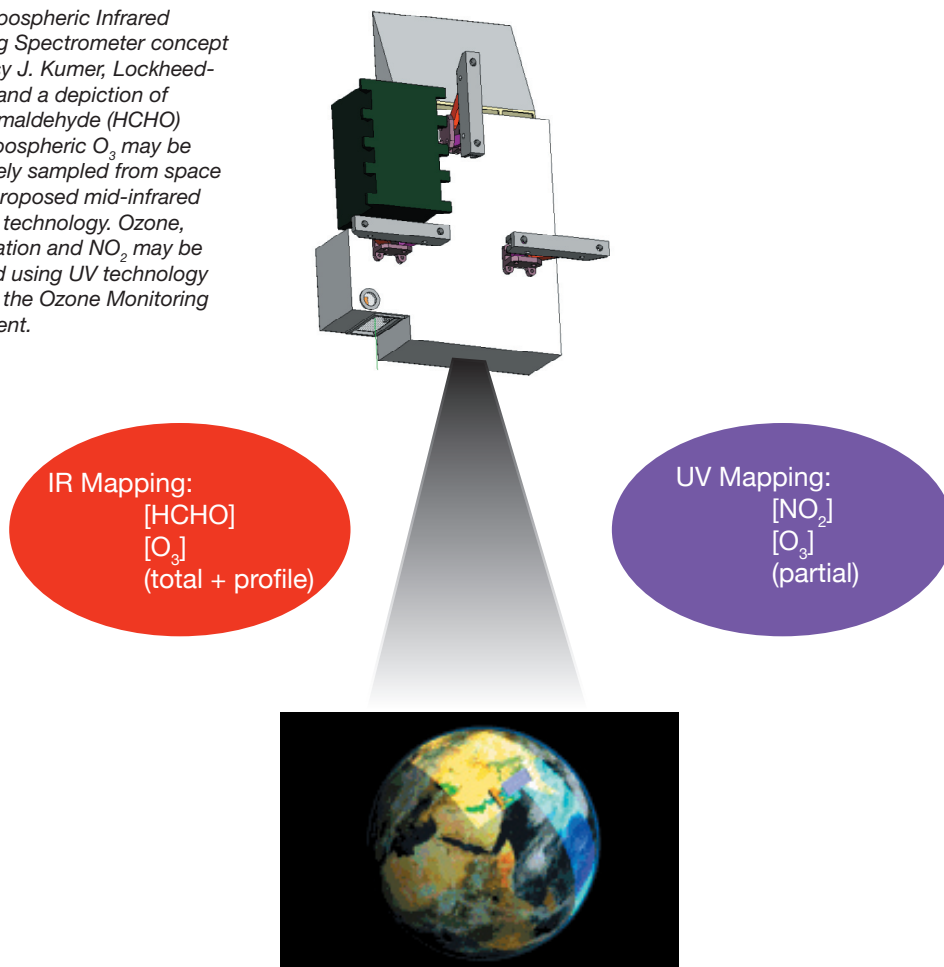 pospheric Infrared
g Spectrometer concept
y J. Kumer, Lockheed-
and a depiction of
maldehyde (HCHO)
pospheric O₃ may be
ely sampled from space
roposed mid-infrared
technology. Ozone,
ation and NO₂ may be
d using UV technology
the Ozone Monitoring
ent.
IR Mapping:
[HCHO]
[O₃]
(total + profile)
UV Mapping:
[NO₂]
[O₃]
(partial)